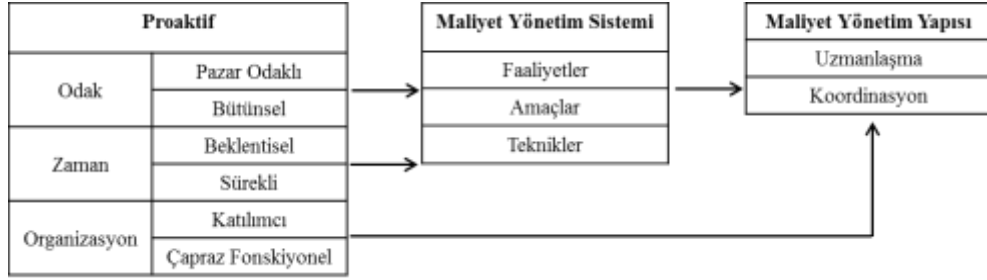 Proaktif
Odak
Pazar Odaklı
Bütünsel
Zaman
Beklentisel
Sürekli
Organizasyon
Katılımcı
Çapraz Fonskiyonel
Maliyet Yönetim Sistemi
Faaliyetler
Amaçlar
Teknikler
Maliyet Yönetim Yapısı
Uzmanlaşma
Koordinasyon